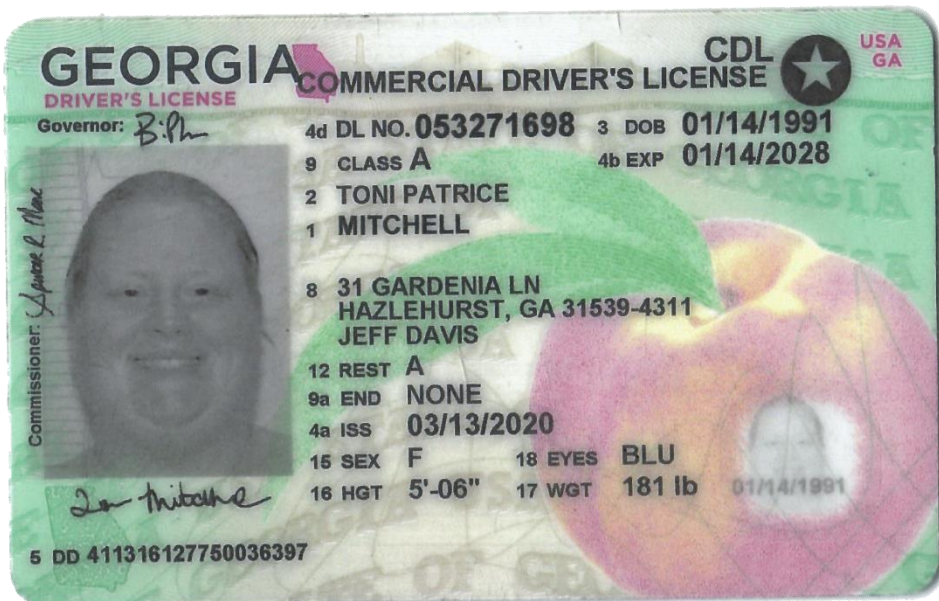 GEORGIA
DRIVER'S LICENSE
CDL
COMMERCIAL DRIVER'S LICENSE
USA
GA
Governor:
4d DL NO. 053271698 3 DOB 01/14/1991
9 CLASS A 4b EXP 01/14/2028
2 TONI PATRICE
1 MITCHELL
8 31 GARDENIA LN
HAZLEHURST, GA 31539-4311
JEFF DAVIS
12 REST A
9a END NONE
4a ISS 03/13/2020
15 SEX F 18 EYES BLU
16 HGT 5'-06" 17 WGT 181 lb
01/14/1991
Commissioner:
5 DD 411316127750036397